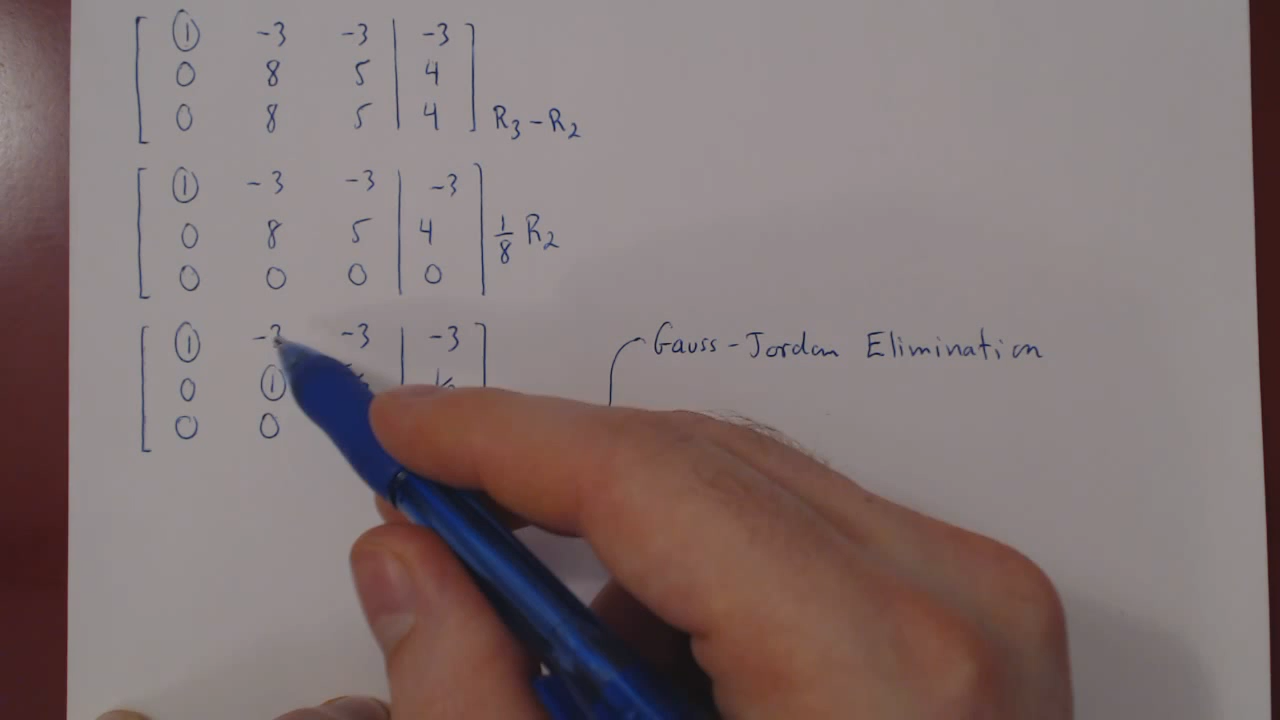 1 -3 -3 | -3
0 8 5 | 4
0 8 5 | 4 R3 - R2
1 -3 -3 | -3
0 8 5 | 4 1/8 R2
0 0 0 | 0
1 -3 -3 | -3
0 1
0 0
Gauss-Jordan Elimination